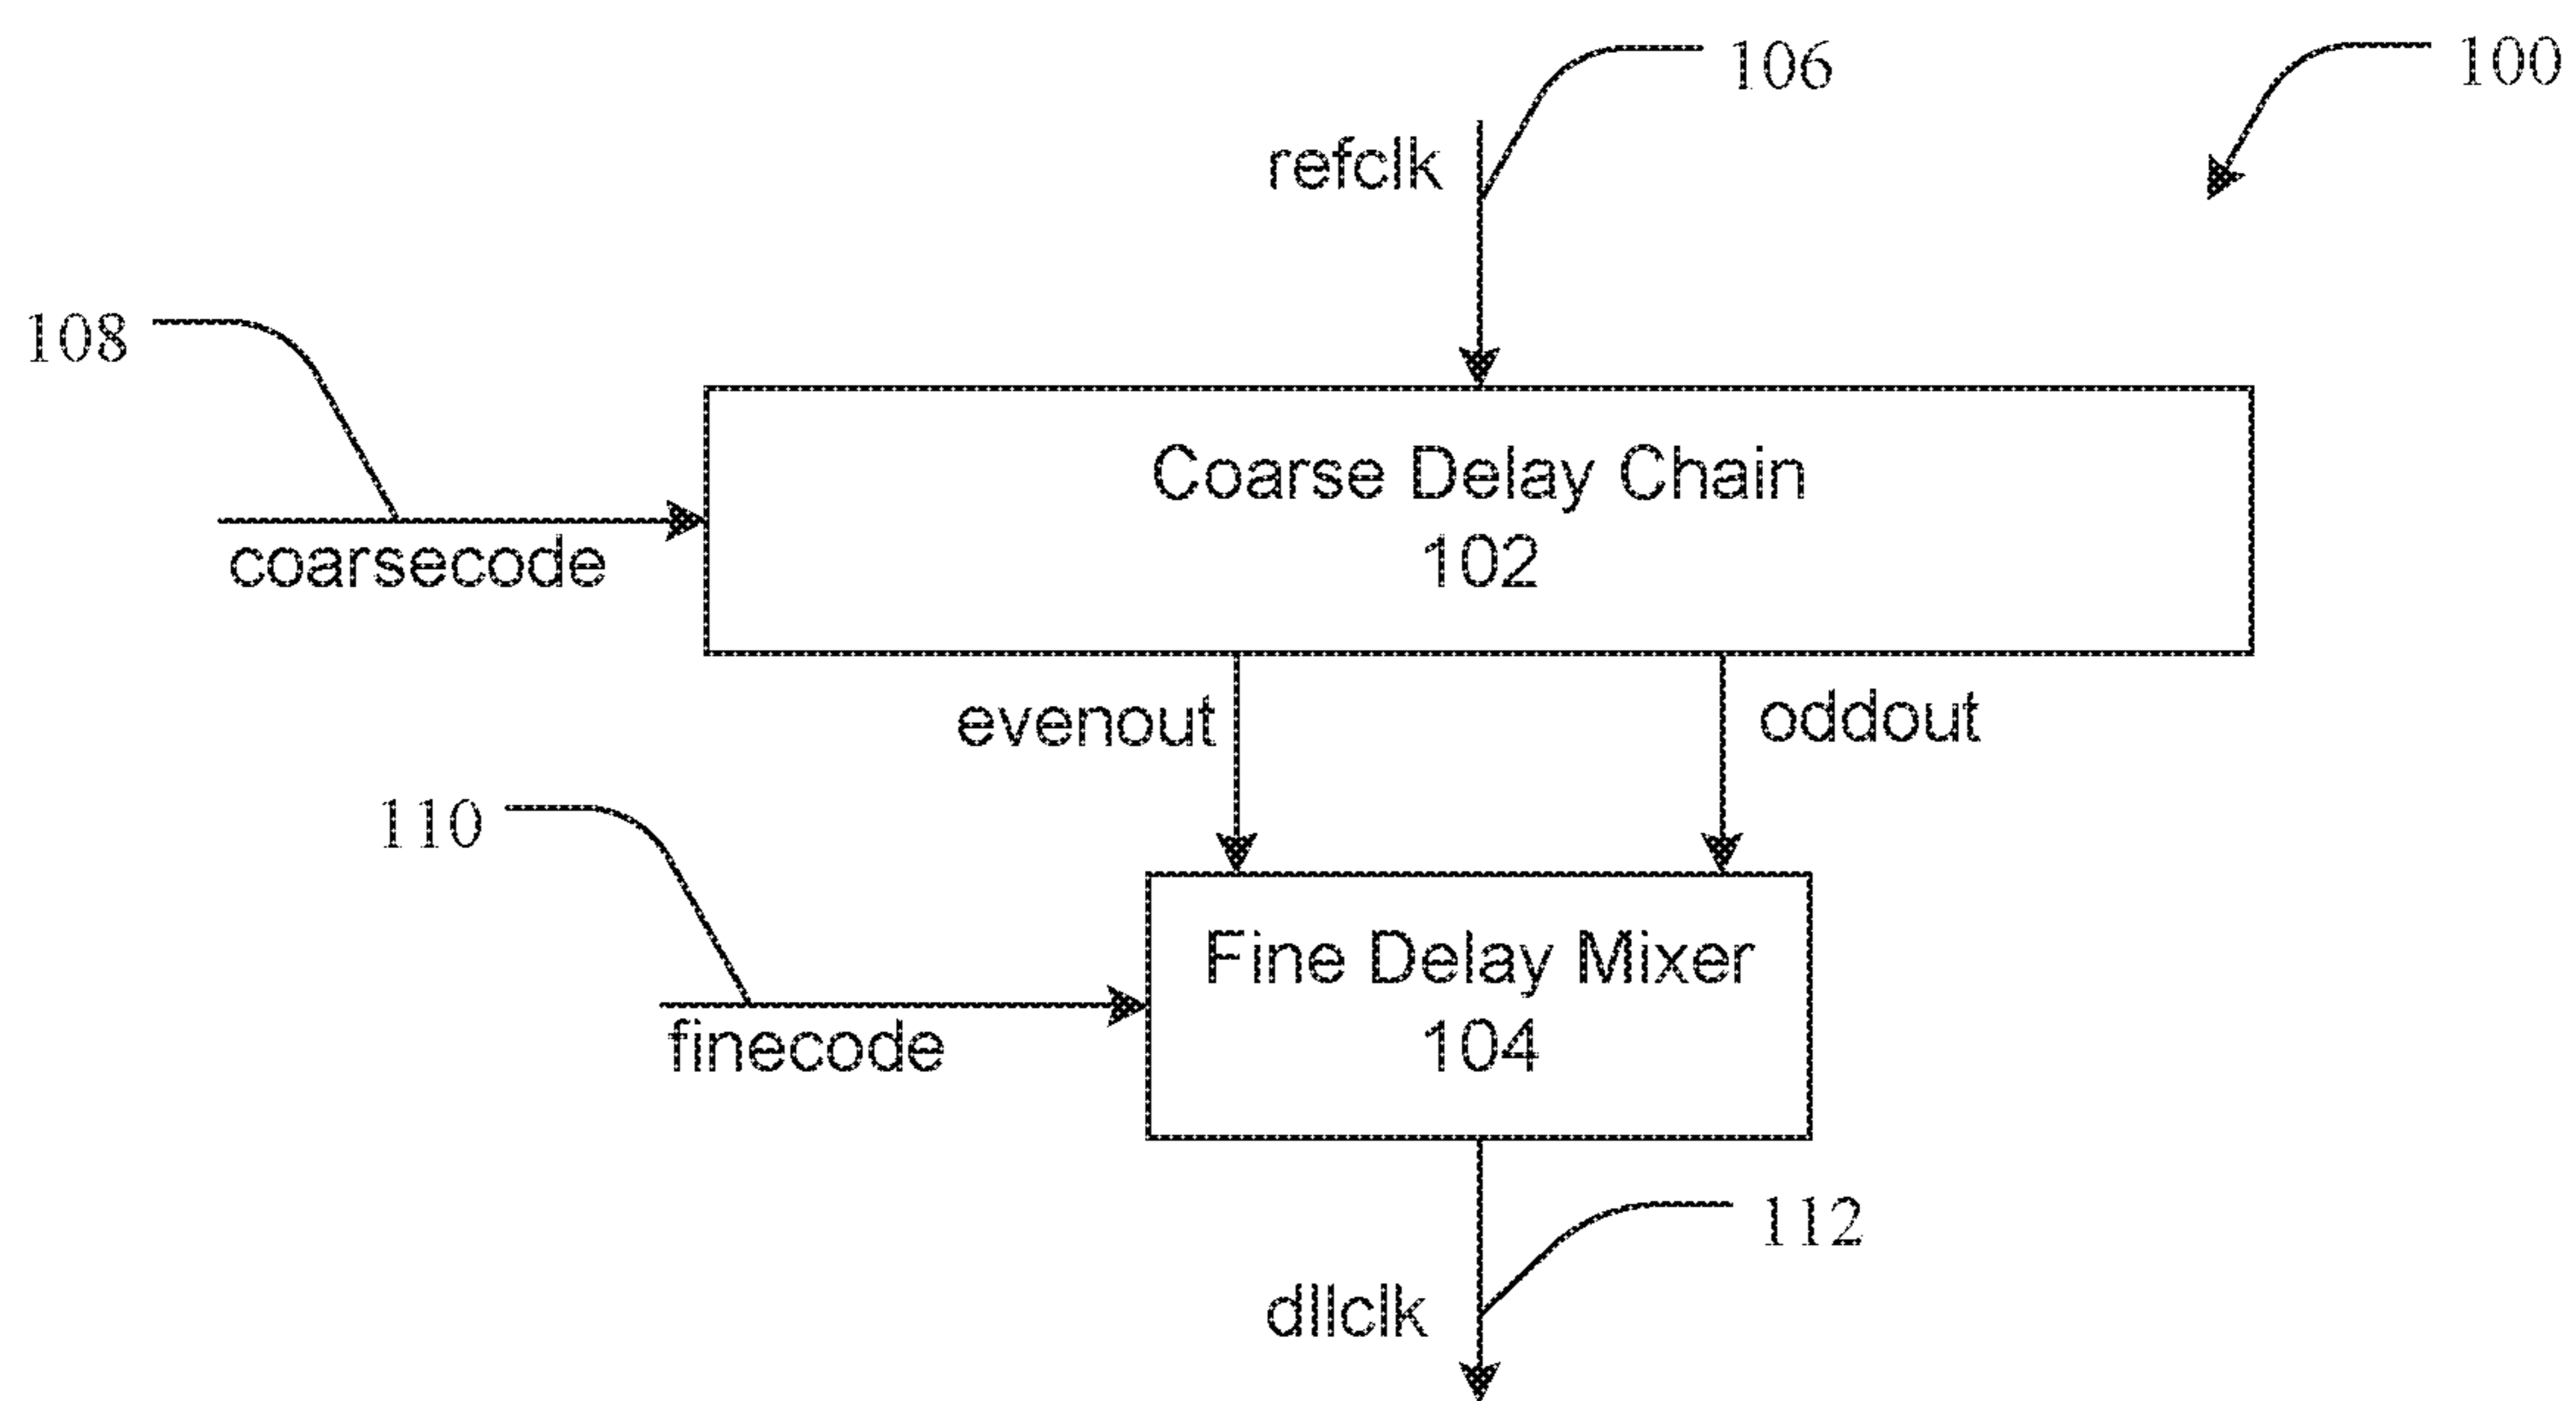 106
100
refclk
108
Coarse Delay Chain
102
coarsecode
evenout
oddout
110
Fine Delay Mixer
104
finecode
112
dllclk